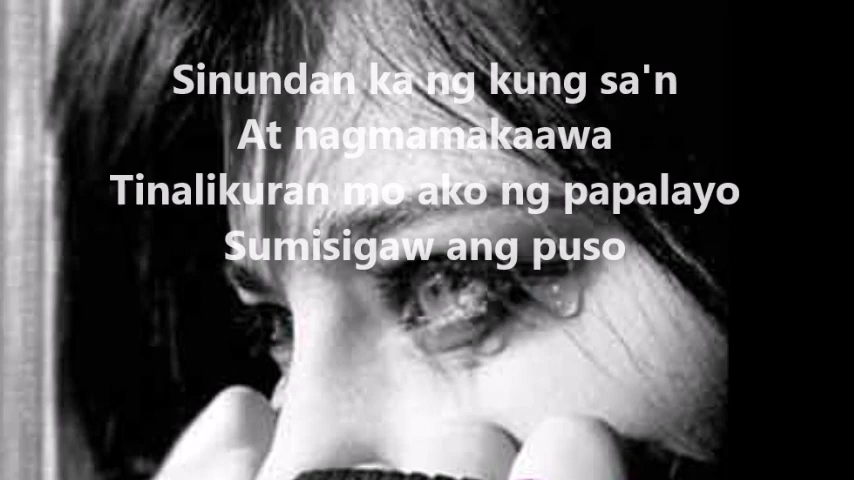 Sinundan ka ng kung sa'n
At nagmamakaawa
Tinalikuran mo ako ng papalayo
Sumisigaw ang puso